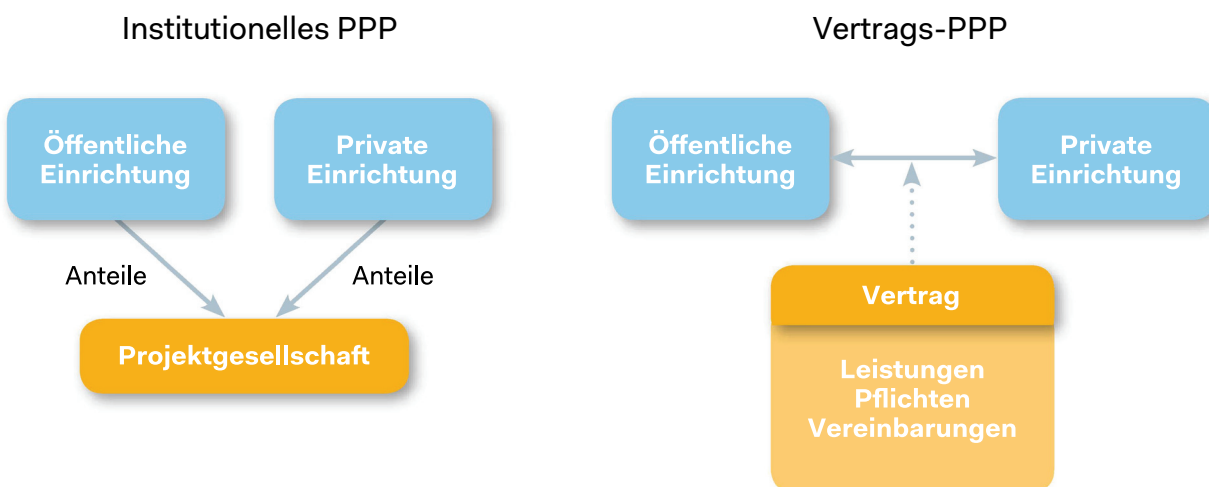 Institutionelles PPP
Öffentliche
Einrichtung
Private
Einrichtung
Anteile
Anteile
Projektgesellschaft
Vertrags-PPP
Öffentliche
Einrichtung
Private
Einrichtung
Vertrag
Leistungen
Pflichten
Vereinbarungen